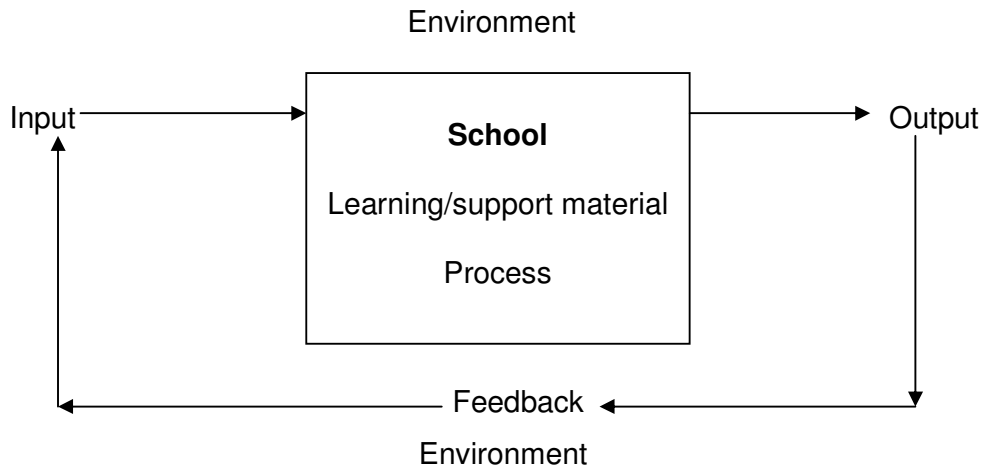 Environment
Input
School
Output
Learning/support material
Process
Feedback
Environment